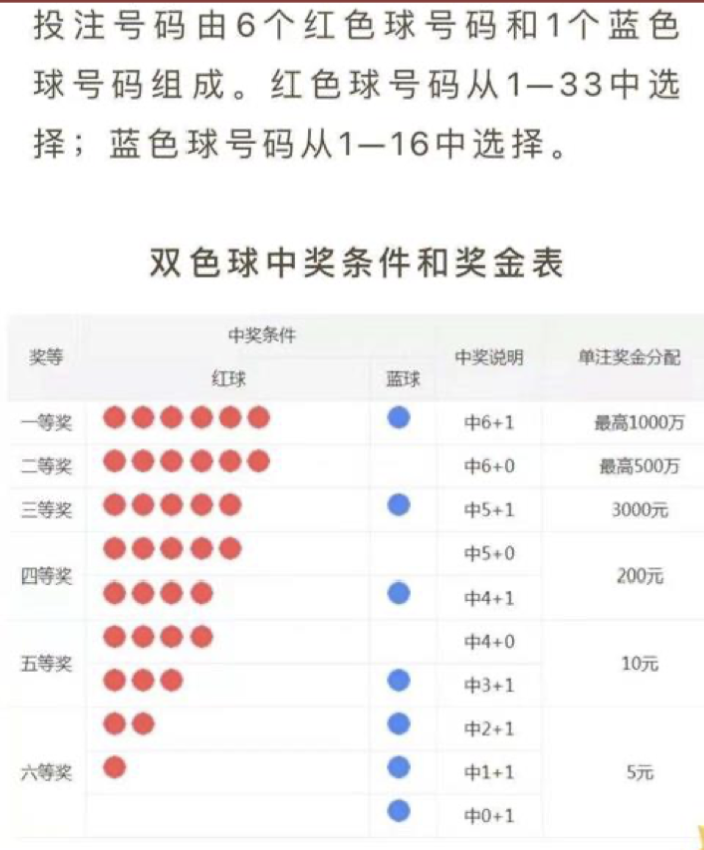 投注号码由6个红色球号码和1个蓝色
球号码组成。红色球号码从1—33中选
择；蓝色球号码从1—16中选择。
双色球中奖条件和奖金表
奖等 中奖条件 中奖说明 单注奖金分配
红球 蓝球
一等奖 中6+1 最高1000万
二等奖 中6+0 最高500万
三等奖 中5+1 3000元
四等奖 中5+0 200元
中4+1
五等奖 中4+0 10元
中3+1
六等奖 中2+1 5元
中1+1
中0+1